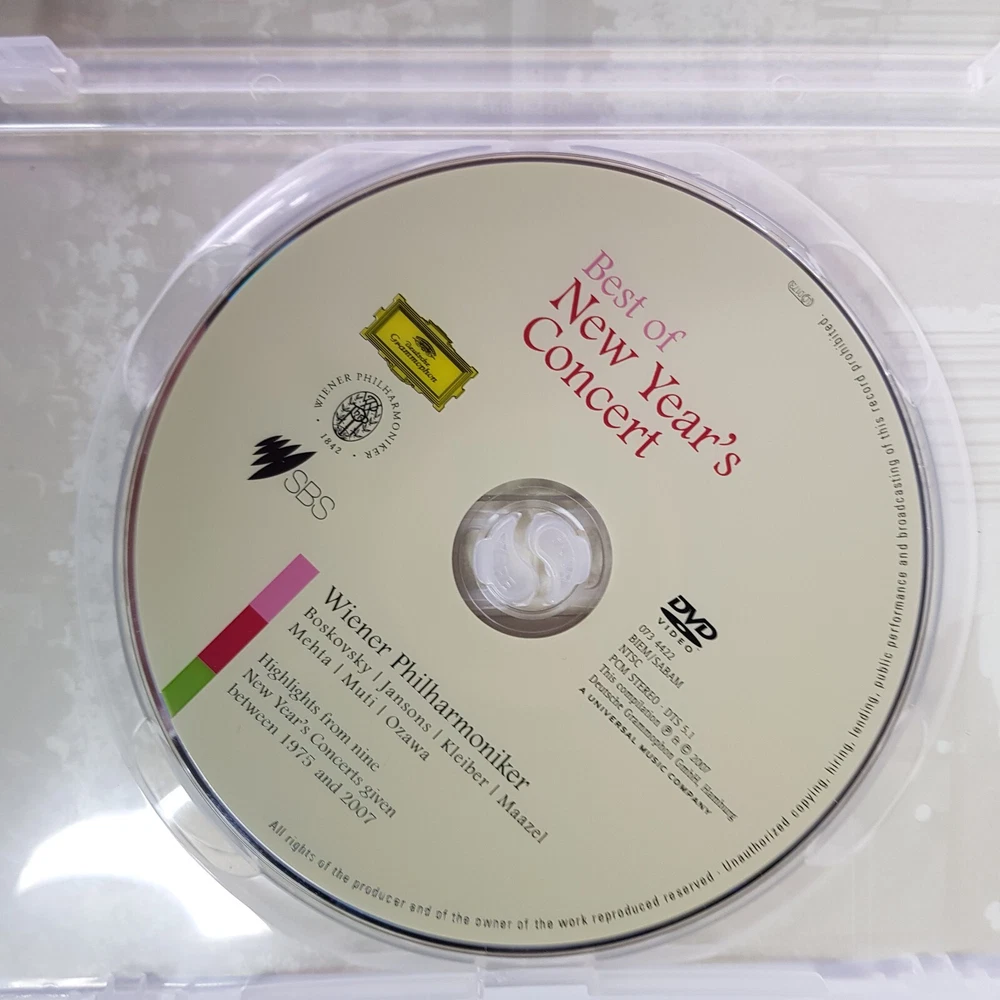 Best of
New Year's
Concert
Deutsche
Grammophon
WIENER PHILHARMONIKER
· 1842 ·
SBS
Wiener Philharmoniker
Boskovsky | Jansons | Kleiber | Maazel
Mehta | Muti | Ozawa
Highlights from nine
New Year's Concerts given
between 1975 and 2007
DVD
VIDEO
073 4422
BIEM/SABAM
NTSC
PCM STEREO · DTS 5.1
This compilation ℗ & © 2007
Deutsche Grammophon GmbH, Hamburg
A UNIVERSAL MUSIC COMPANY
All rights of the producer and of the owner of the work reproduced reserved · Unauthorized copying, hiring, lending, public performance and broadcasting of this record prohibited.